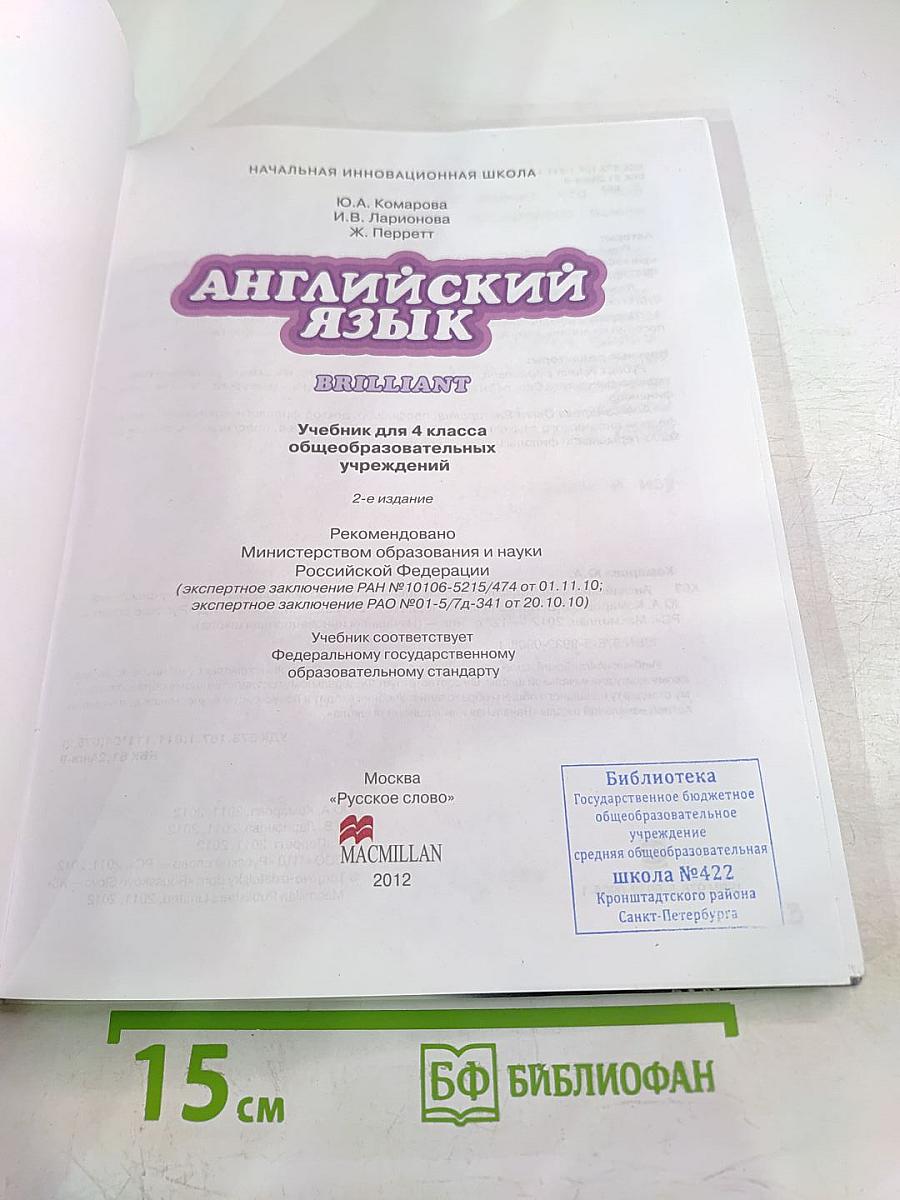 НАЧАЛЬНАЯ ИННОВАЦИОННАЯ ШКОЛА
Ю.А. Комарова
И.В. Ларионова
Ж. Перретт
АНГЛИЙСКИЙ
ЯЗЫК
BRILLIANT
Учебник для 4 класса
общеобразовательных
учреждений
2-е издание
Рекомендовано
Министерством образования и науки
Российской Федерации
(экспертное заключение РАН №10106-5215/474 от 01.11.10;
экспертное заключение РАО №01-5/7д-341 от 20.10.10)
Учебник соответствует
Федеральному государственному
образовательному стандарту
Москва
«Русское слово»
MACMILLAN
2012
Библиотека
Государственное бюджетное
общеобразовательное
учреждение
средняя общеобразовательная
школа №422
Кронштадтского района
Санкт-Петербурга
15 см
БФ БИБЛИОФАН